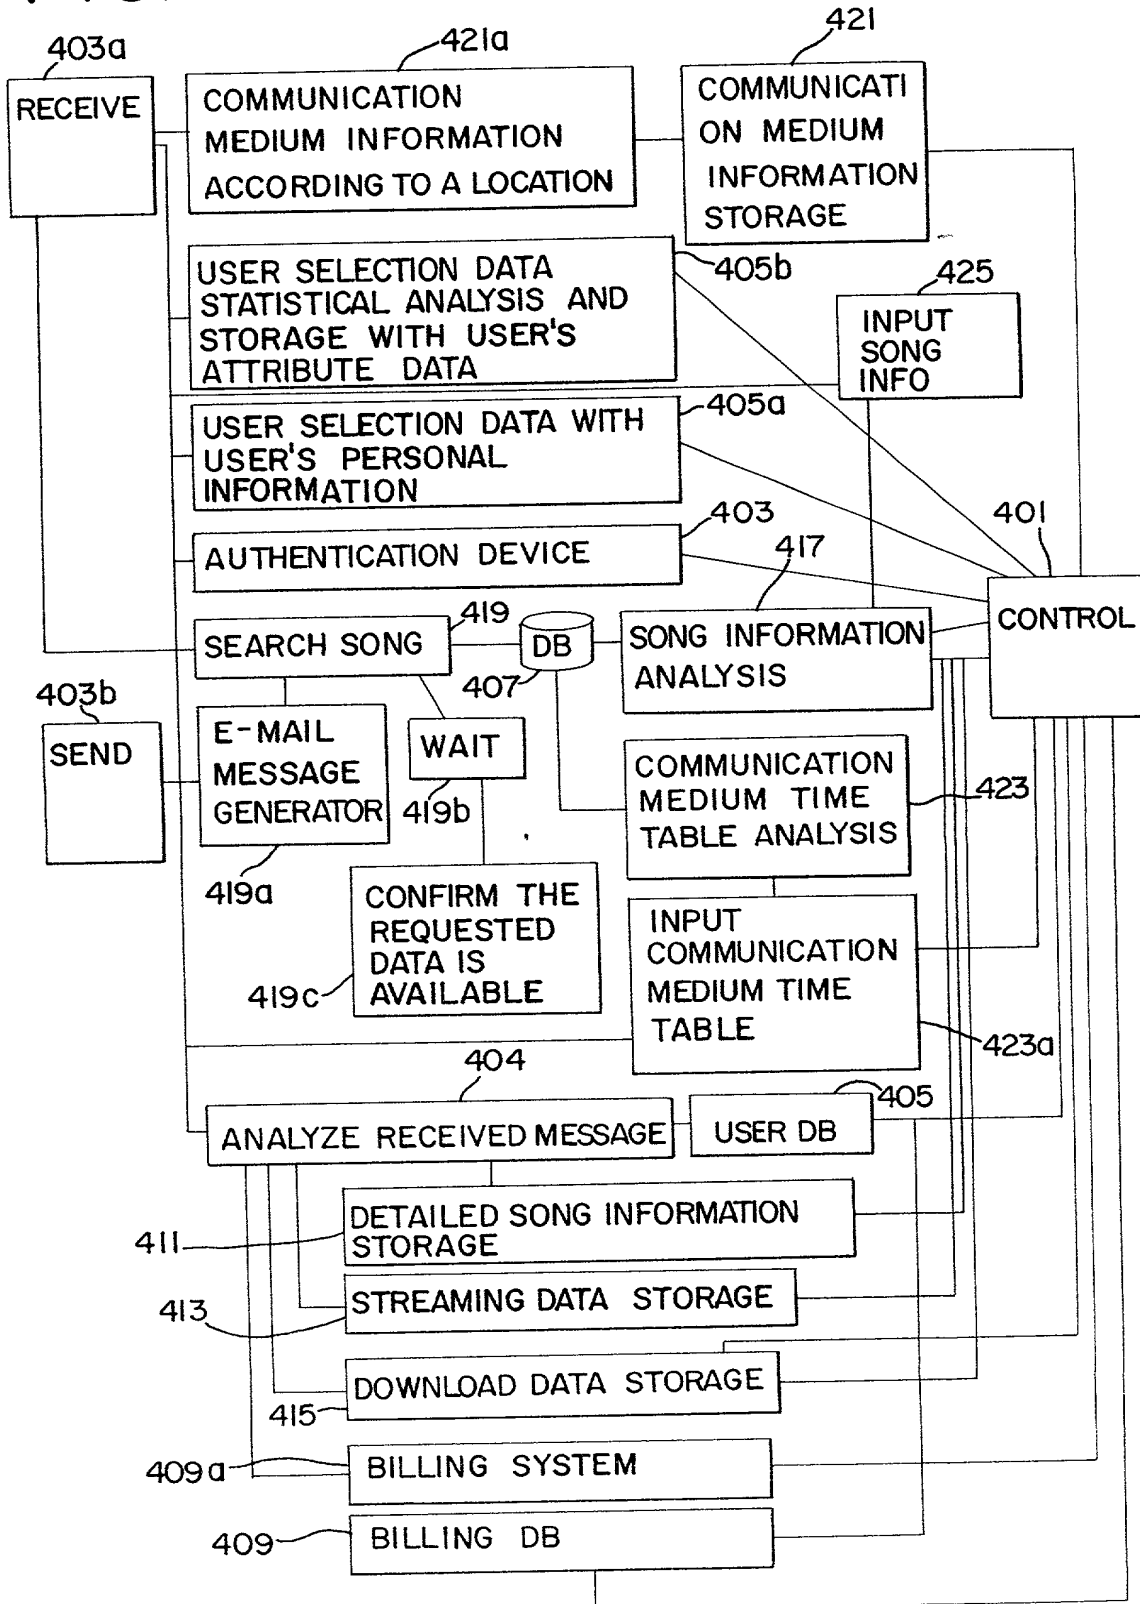 403a
421a
421
RECEIVE
COMMUNICATION
MEDIUM INFORMATION
ACCORDING TO A LOCATION
COMMUNICATI
ON MEDIUM
INFORMATION
STORAGE
405b
USER SELECTION DATA
STATISTICAL ANALYSIS AND
STORAGE WITH USER'S
ATTRIBUTE DATA
425
INPUT
SONG
INFO
405a
USER SELECTION DATA WITH
USER'S PERSONAL
INFORMATION
403
AUTHENTICATION DEVICE
417
401
CONTROL
419
SEARCH SONG
DB
407
SONG INFORMATION
ANALYSIS
403b
SEND
E-MAIL
MESSAGE
GENERATOR
419a
WAIT
419b
COMMUNICATION
MEDIUM TIME
TABLE ANALYSIS
423
CONFIRM THE
REQUESTED
DATA IS
AVAILABLE
419c
INPUT
COMMUNICATION
MEDIUM TIME
TABLE
423a
404
ANALYZE RECEIVED MESSAGE
405
USER DB
DETAILED SONG INFORMATION
STORAGE
411
STREAMING DATA STORAGE
413
DOWNLOAD DATA STORAGE
415
409a
BILLING SYSTEM
409
BILLING DB